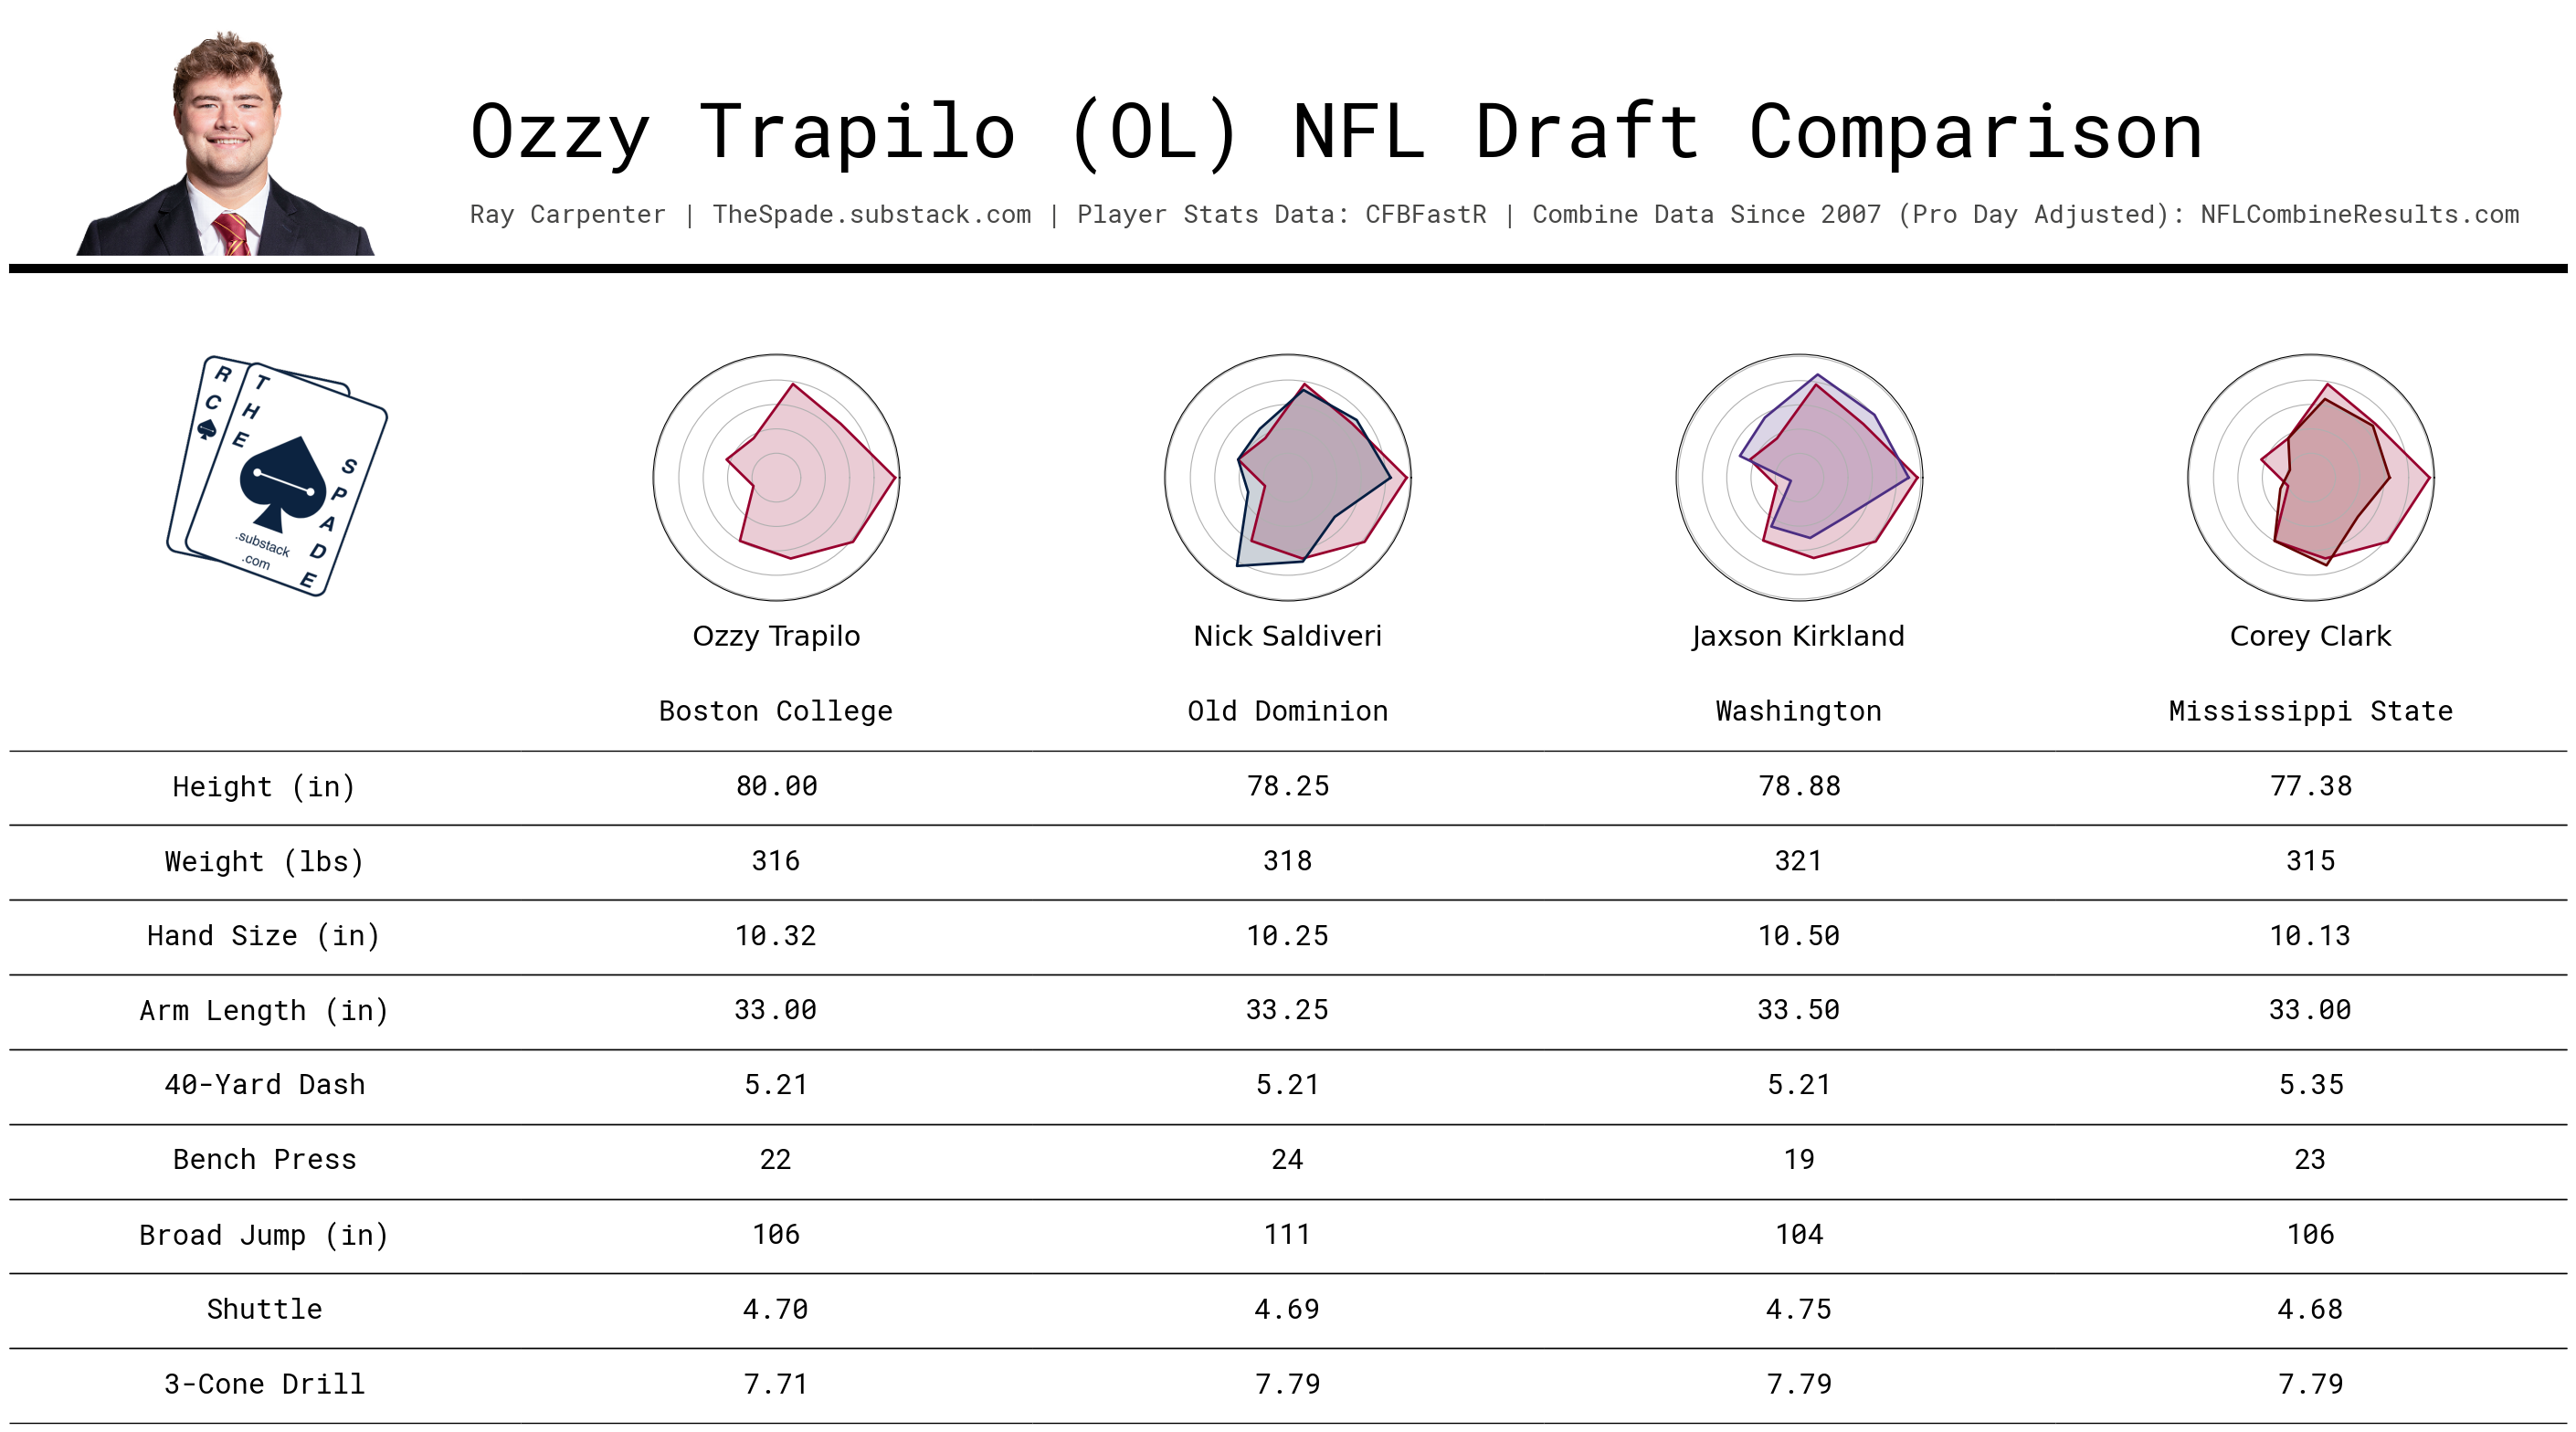 Ozzy Trapilo (OL) NFL Draft Comparison
Ray Carpenter | TheSpade.substack.com | Player Stats Data: CFBFastR | Combine Data Since 2007 (Pro Day Adjusted): NFLCombineResults.com
RC
THE
SPADE
.substack
.com
Ozzy Trapilo Nick Saldiveri Jaxson Kirkland Corey Clark
Boston College Old Dominion Washington Mississippi State
Height (in) 80.00 78.25 78.88 77.38
Weight (lbs) 316 318 321 315
Hand Size (in) 10.32 10.25 10.50 10.13
Arm Length (in) 33.00 33.25 33.50 33.00
40-Yard Dash 5.21 5.21 5.21 5.35
Bench Press 22 24 19 23
Broad Jump (in) 106 111 104 106
Shuttle 4.70 4.69 4.75 4.68
3-Cone Drill 7.71 7.79 7.79 7.79